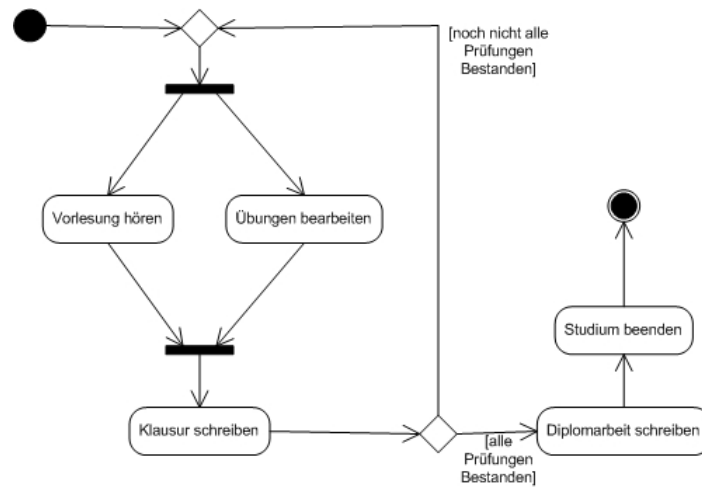 [noch nicht alle
Prüfungen
Bestanden]
Vorlesung hören
Übungen bearbeiten
Studium beenden
Klausur schreiben
Diplomarbeit schreiben
[alle
Prüfungen
Bestanden]